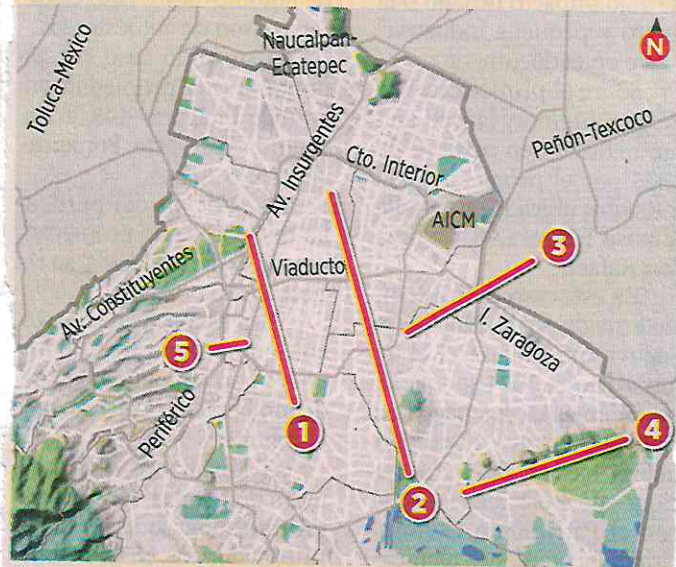 Naucalpan-
Ecatepec
N
Toluca-México
Av. Insurgentes
Peñón-Texcoco
Cto. Interior
AICM
3
Viaducto
Av. Constituyentes
I. Zaragoza
5
Periférico
1
4
2